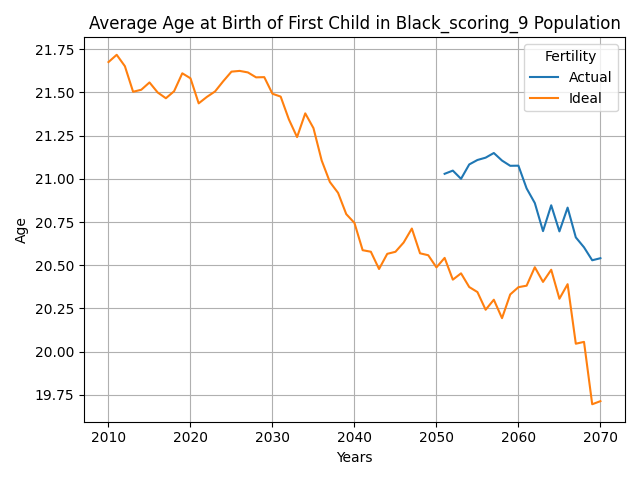 Average Age at Birth of First Child in Black_scoring_9 Population
Fertility
Actual
Ideal
Age
21.75
21.50
21.25
21.00
20.75
20.50
20.25
20.00
19.75
2010 2020 2030 2040 2050 2060 2070
Years